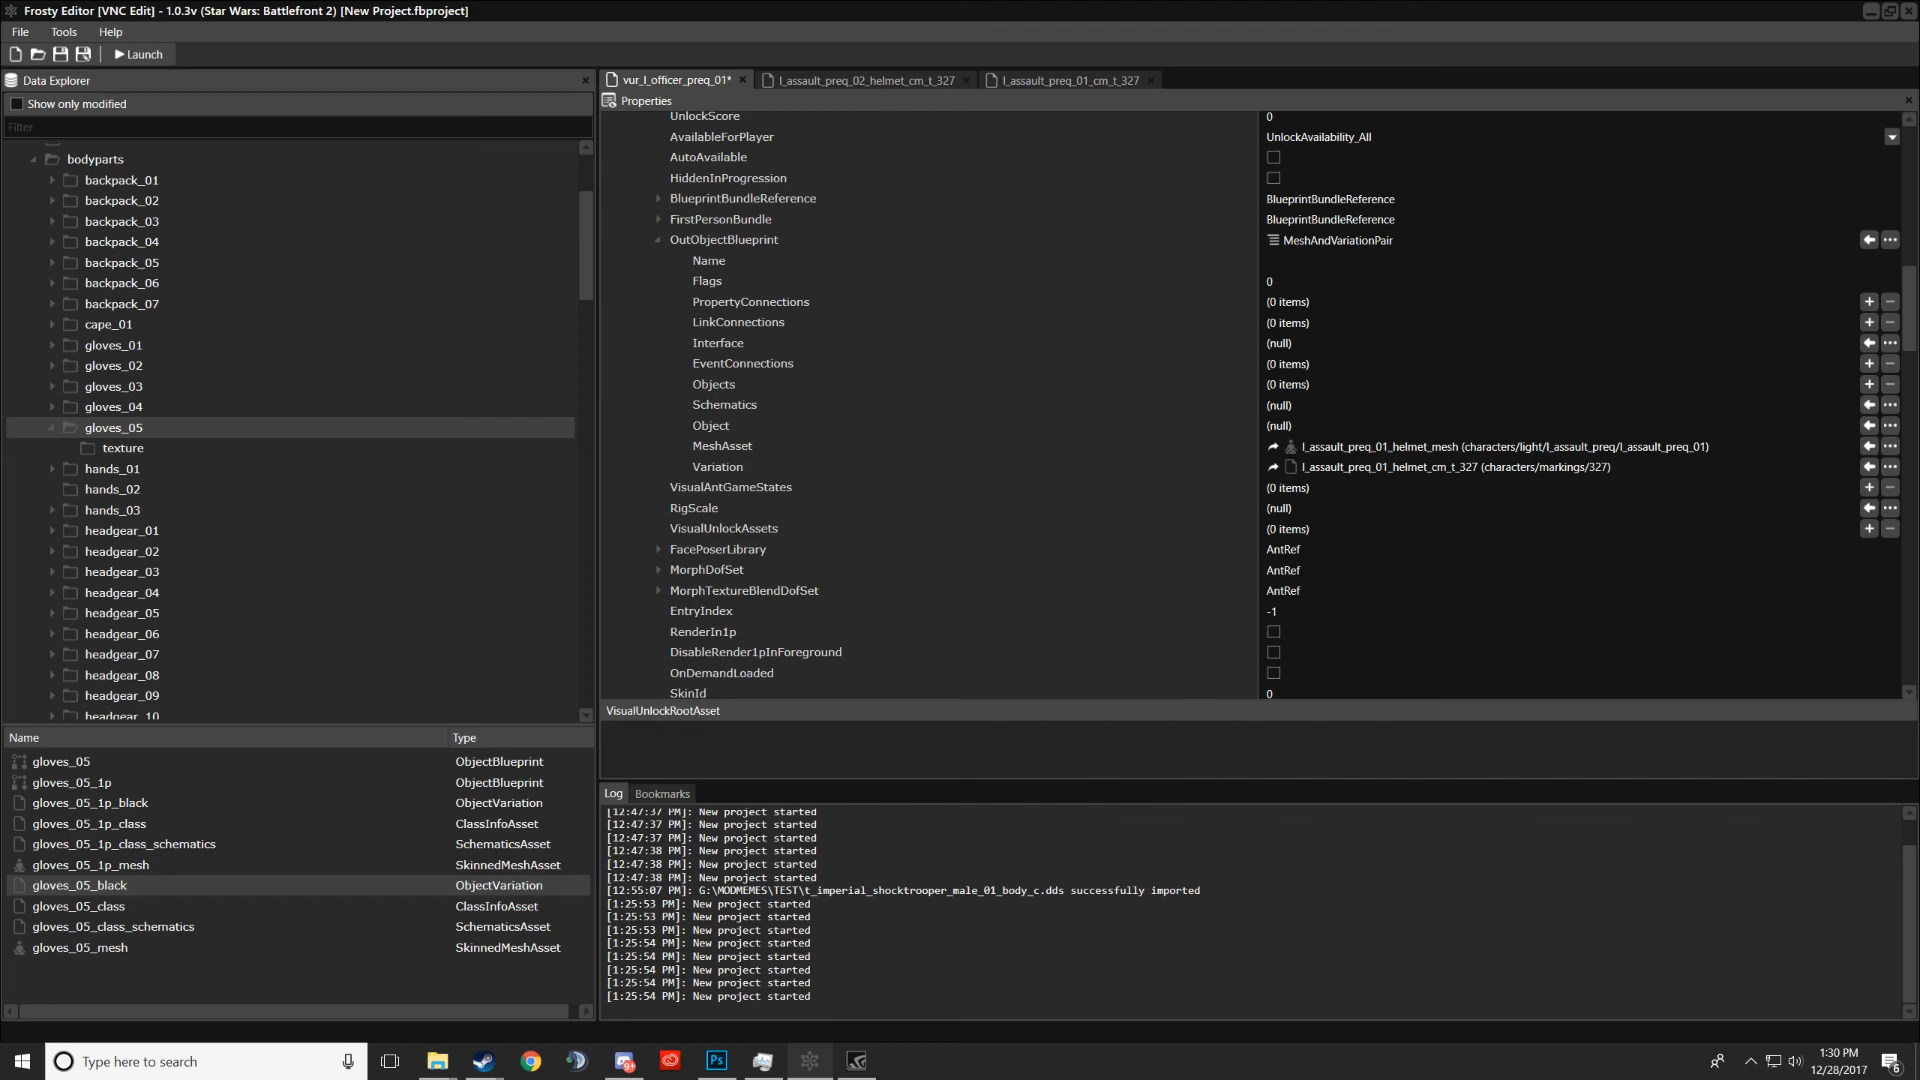 Frosty Editor [VNC Edit] - 1.0.3v (Star Wars: Battlefront 2) [New Project.fbproject]
File Tools Help
Launch
Data Explorer
Show only modified
Filter
bodyparts
backpack_01
backpack_02
backpack_03
backpack_04
backpack_05
backpack_06
backpack_07
cape_01
gloves_01
gloves_02
gloves_03
gloves_04
gloves_05
texture
hands_01
hands_02
hands_03
headgear_01
headgear_02
headgear_03
headgear_04
headgear_05
headgear_06
headgear_07
headgear_08
headgear_09
headgear_10
Name Type
gloves_05 ObjectBlueprint
gloves_05_1p ObjectBlueprint
gloves_05_1p_black ObjectVariation
gloves_05_1p_class ClassInfoAsset
gloves_05_1p_class_schematics SchematicsAsset
gloves_05_1p_mesh SkinnedMeshAsset
gloves_05_black ObjectVariation
gloves_05_class ClassInfoAsset
gloves_05_class_schematics SchematicsAsset
gloves_05_mesh SkinnedMeshAsset
vur_l_officer_preq_01* l_assault_preq_02_helmet_cm_t_327 l_assault_preq_01_cm_t_327
Properties
UnlockScore 0
AvailableForPlayer UnlockAvailability_All
AutoAvailable
HiddenInProgression
BlueprintBundleReference BlueprintBundleReference
FirstPersonBundle BlueprintBundleReference
OutObjectBlueprint MeshAndVariationPair
Name
Flags 0
PropertyConnections (0 items)
LinkConnections (0 items)
Interface (null)
EventConnections (0 items)
Objects (0 items)
Schematics (null)
Object (null)
MeshAsset l_assault_preq_01_helmet_mesh (characters/light/l_assault_preq/l_assault_preq_01)
Variation l_assault_preq_01_helmet_cm_t_327 (characters/markings/327)
VisualAntGameStates (0 items)
RigScale (null)
VisualUnlockAssets (0 items)
FacePoserLibrary AntRef
MorphDofSet AntRef
MorphTextureBlendDofSet AntRef
EntryIndex -1
RenderIn1p
DisableRender1pInForeground
OnDemandLoaded
SkinId 0
VisualUnlockRootAsset
Log Bookmarks
[12:47:37 PM]: New project started
[12:47:37 PM]: New project started
[12:47:37 PM]: New project started
[12:47:38 PM]: New project started
[12:47:38 PM]: New project started
[12:47:38 PM]: New project started
[12:55:07 PM]: G:\MODMEMES\TEST\t_imperial_shocktrooper_male_01_body_c.dds successfully imported
[1:25:53 PM]: New project started
[1:25:53 PM]: New project started
[1:25:53 PM]: New project started
[1:25:54 PM]: New project started
[1:25:54 PM]: New project started
[1:25:54 PM]: New project started
[1:25:54 PM]: New project started
[1:25:54 PM]: New project started
Type here to search
9+
Ps
1:30 PM
12/28/2017
6